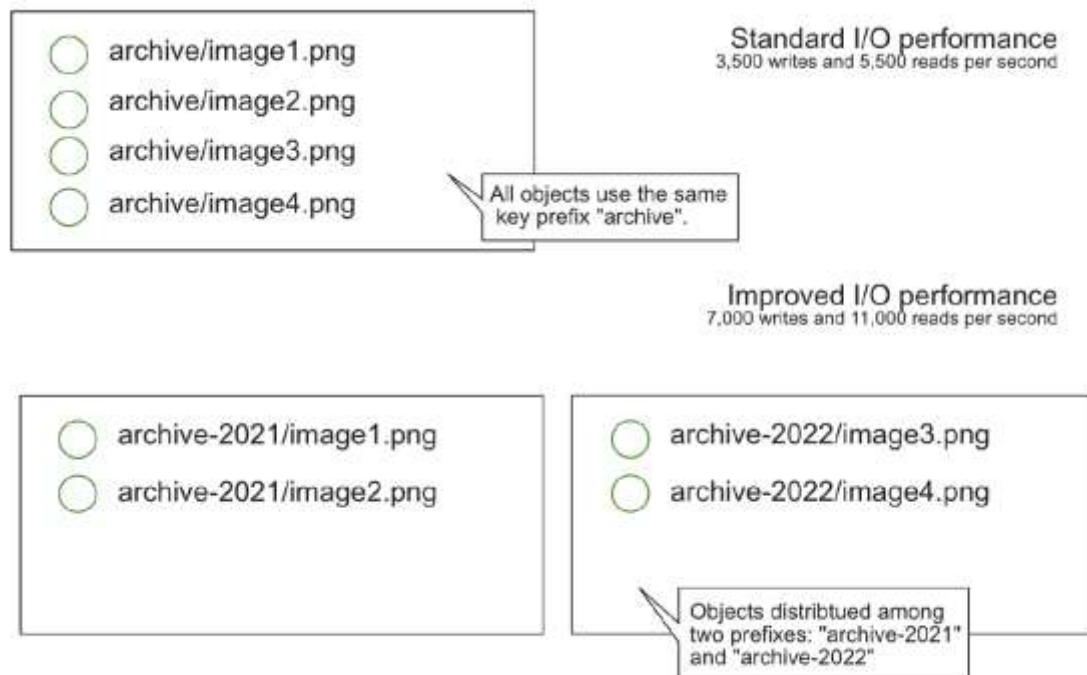 archive/image1.png
archive/image2.png
archive/image3.png
archive/image4.png
Standard I/O performance
3,500 writes and 5,500 reads per second
All objects use the same
key prefix "archive".
Improved I/O performance
7,000 writes and 11,000 reads per second
archive-2021/image1.png
archive-2021/image2.png
archive-2022/image3.png
archive-2022/image4.png
Objects distribtued among
two prefixes: "archive-2021"
and "archive-2022"